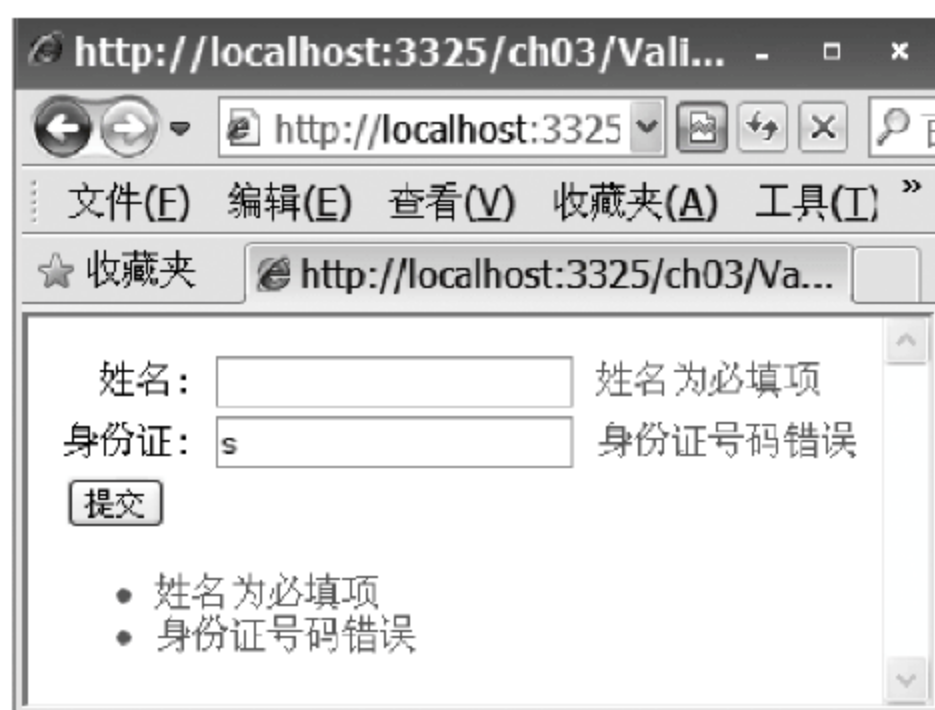 http://localhost:3325/ch03/Vali...
http://localhost:3325
文件(F) 编辑(E) 查看(V) 收藏夹(A) 工具(T) »
收藏夹 http://localhost:3325/ch03/Va...
姓名: 姓名为必填项
身份证: s 身份证号码错误
提交
• 姓名为必填项
• 身份证号码错误